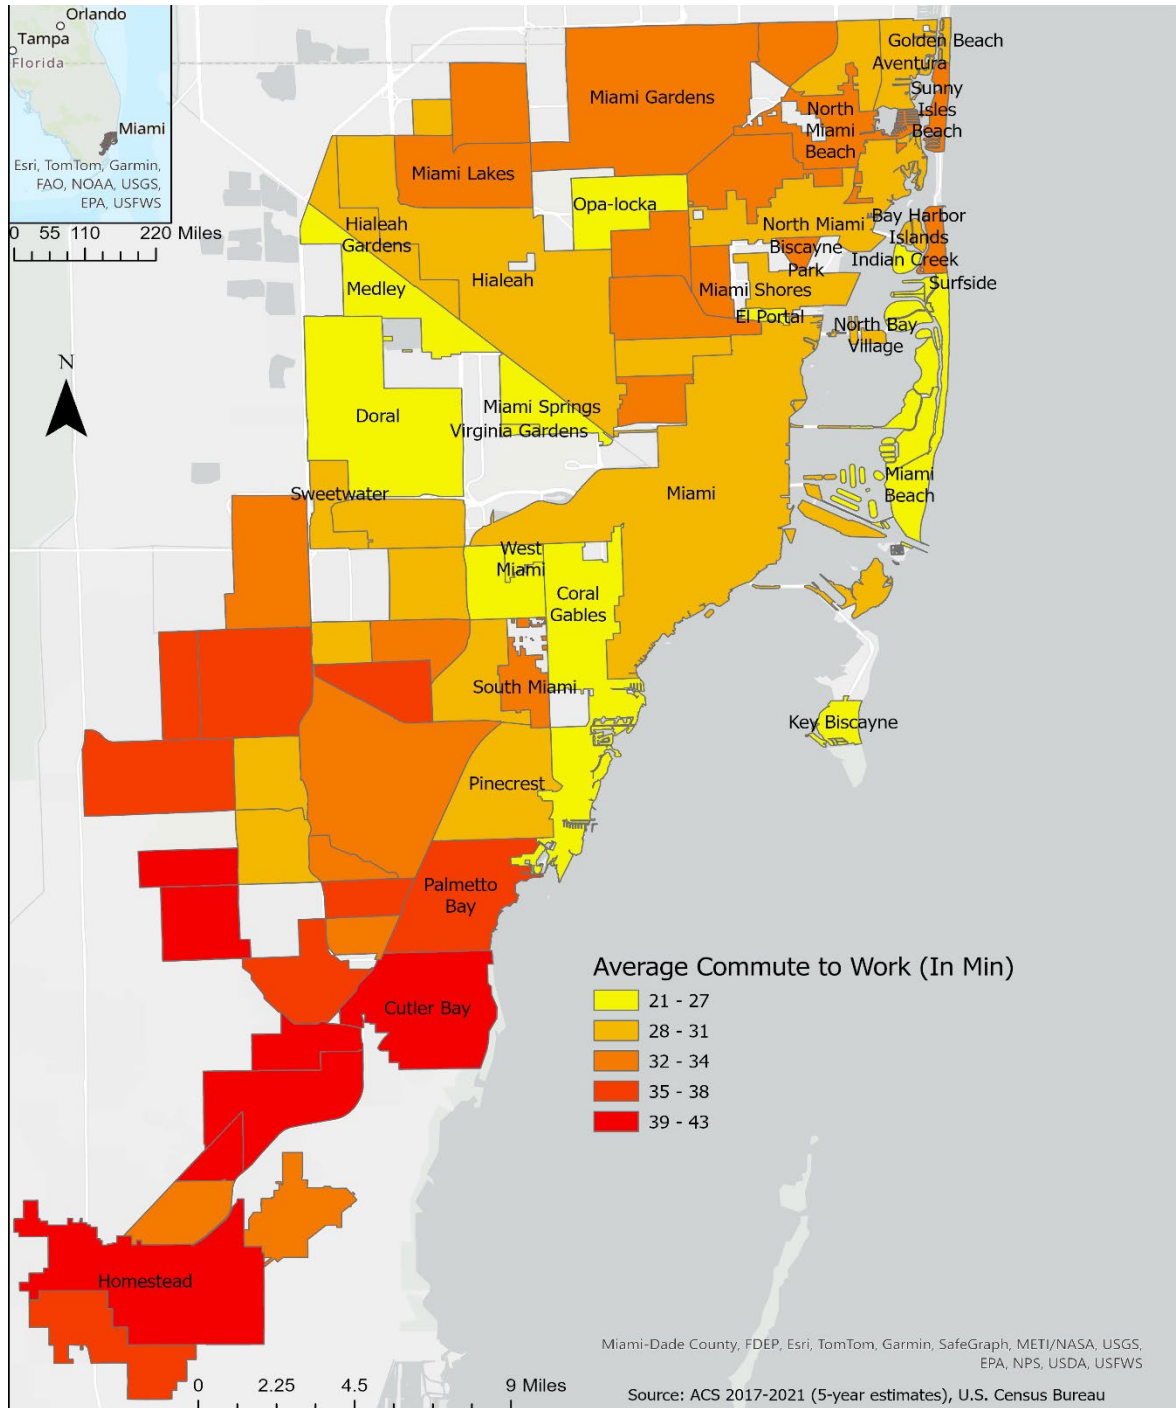 Orlando
Tampa
Florida
Miami
Esri, TomTom, Garmin,
FAO, NOAA, USGS,
EPA, USFWS
0 55 110 220 Miles
N
Golden Beach
Aventura
Sunny
Isles
Beach
Miami Gardens
North
Miami
Beach
Miami Lakes
Opa-locka
North Miami
Bay Harbor
Islands
Hialeah
Gardens
Biscayne
Park
Indian Creek
Hialeah
Medley
Miami Shores
Surfside
El Portal
North Bay
Village
Doral
Miami Springs
Virginia Gardens
Sweetwater
Miami
Miami
Beach
West
Miami
Coral
Gables
South Miami
Key Biscayne
Pinecrest
Palmetto
Bay
Cutler Bay
Homestead
Average Commute to Work (In Min)
21 - 27
28 - 31
32 - 34
35 - 38
39 - 43
Miami-Dade County, FDEP, Esri, TomTom, Garmin, SafeGraph, METI/NASA, USGS,
EPA, NPS, USDA, USFWS
0 2.25 4.5 9 Miles
Source: ACS 2017-2021 (5-year estimates), U.S. Census Bureau